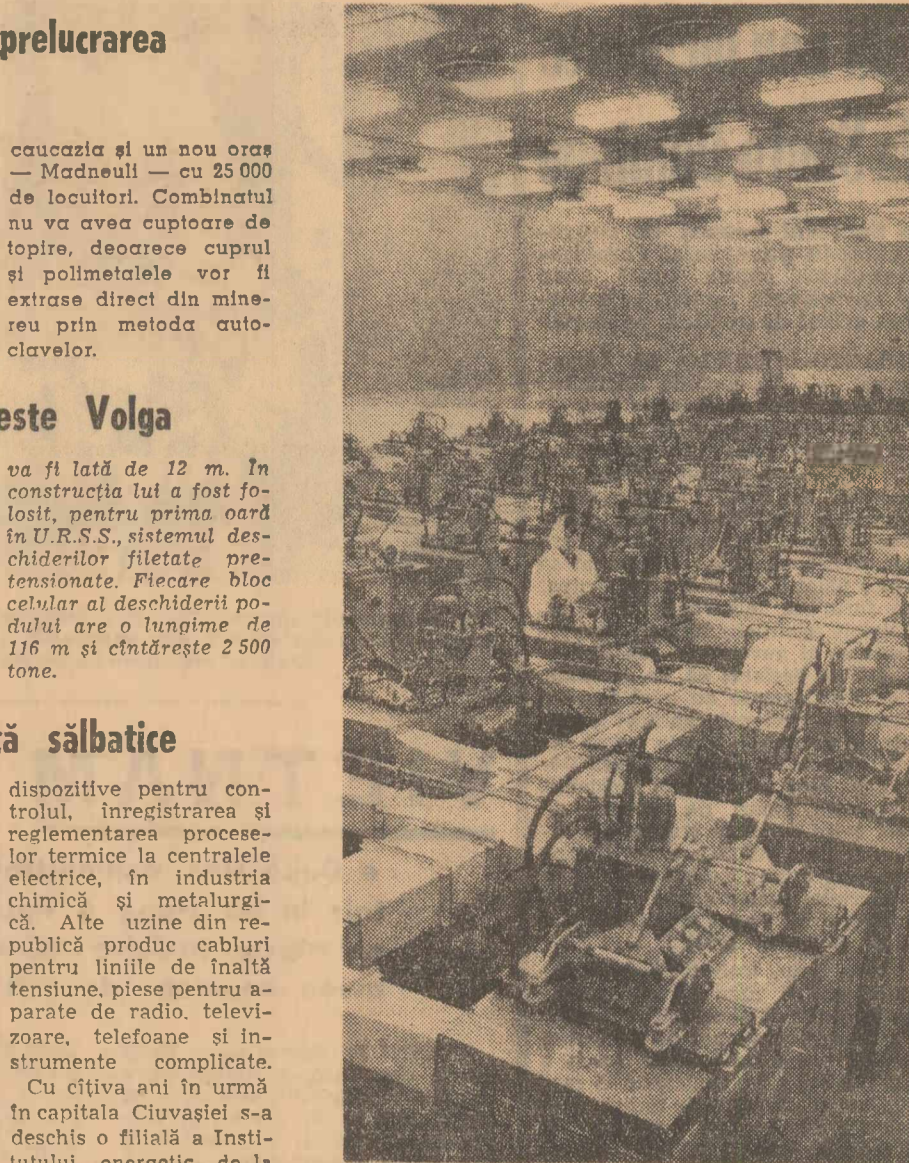 prelucrarea
caucazia și un nou oraș
— Madneuli — cu 25 000
de locuitori. Combinatul
nu va avea cuptoare de
topire, deoarece cuprul
și polimetalele vor fi
extrase direct din mine-
reu prin metoda auto-
clavelor.
este Volga
va fi lată de 12 m. În
construcția lui a fost fo-
losit, pentru prima oară
în U.R.S.S., sistemul des-
chiderilor filetate pre-
tensionate. Fiecare bloc
celular al deschiderii po-
dului are o lungime de
116 m și cîntărește 2 500
tone.
ă sălbatice
dispozitive pentru con-
trolul, înregistrarea și
reglementarea procese-
lor termice la centralele
electrice, în industria
chimică și metalurgi-
că. Alte uzine din re-
publică produc cabluri
pentru liniile de înaltă
tensiune, piese pentru a-
parate de radio. televi-
zoare, telefoane și in-
strumente complicate.
Cu cîțiva ani în urmă
în capitala Ciuvașiei s-a
deschis o filială a Insti-
tutului energetic de la